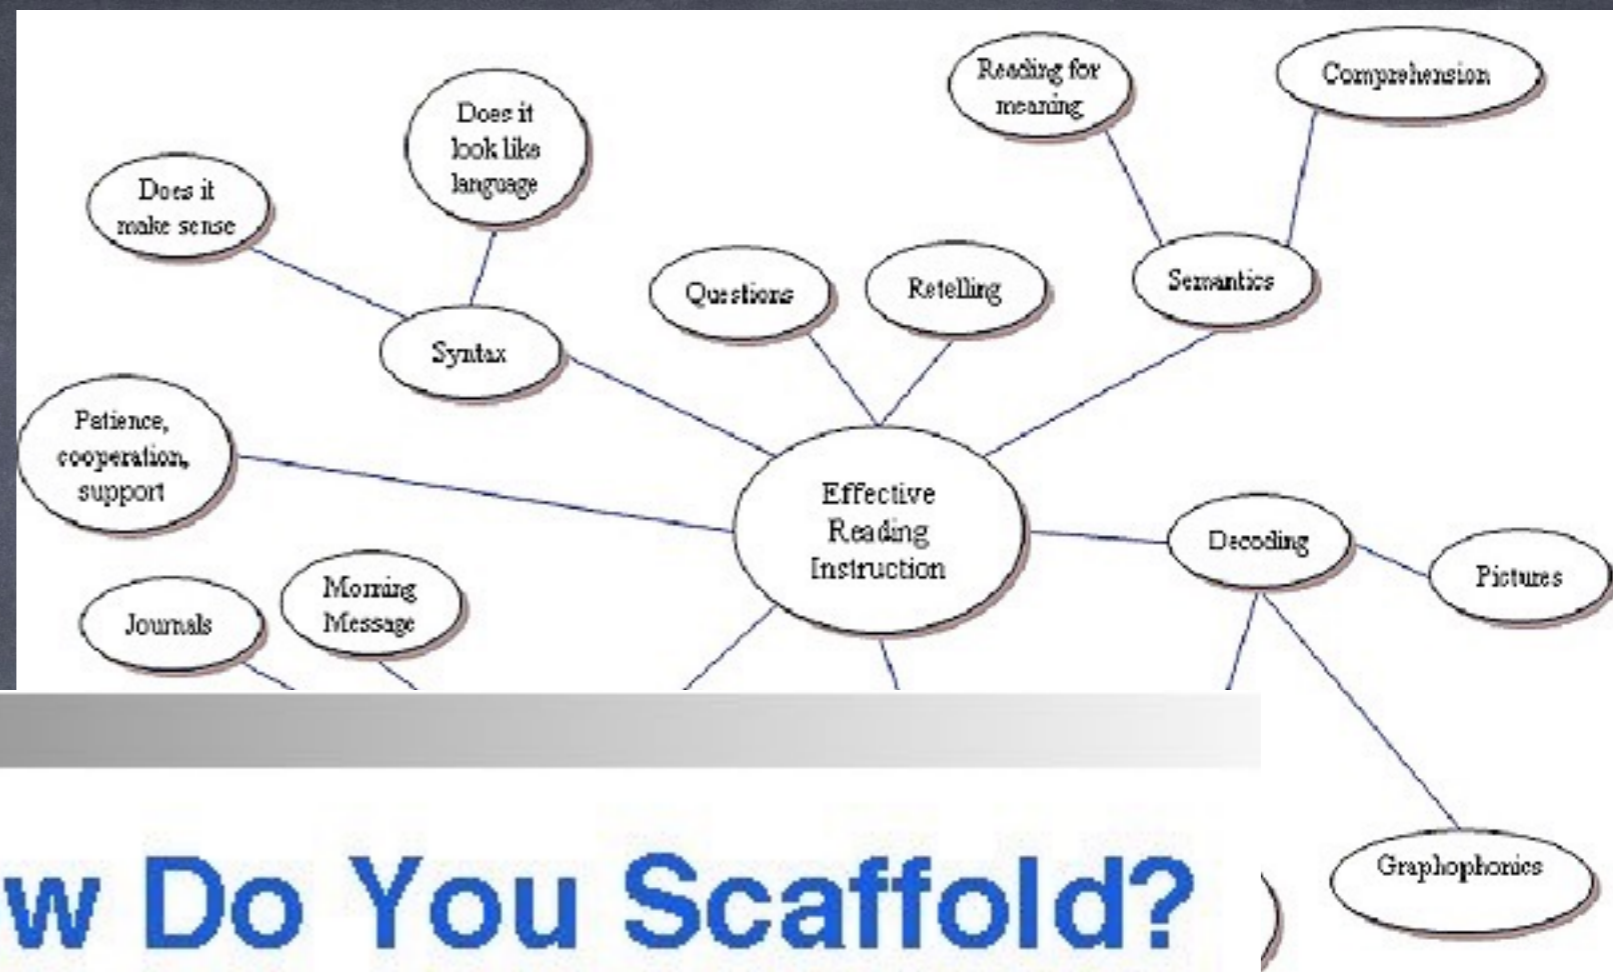 Reading for
meaning
Comprehension
Does it
look like
language
Does it
make sense
Questions
Retelling
Semantics
Syntax
Patience,
cooperation,
support
Effective
Reading
Instruction
Decoding
Pictures
Morning
Message
Journals
Graphophonics
w Do You Scaffold?